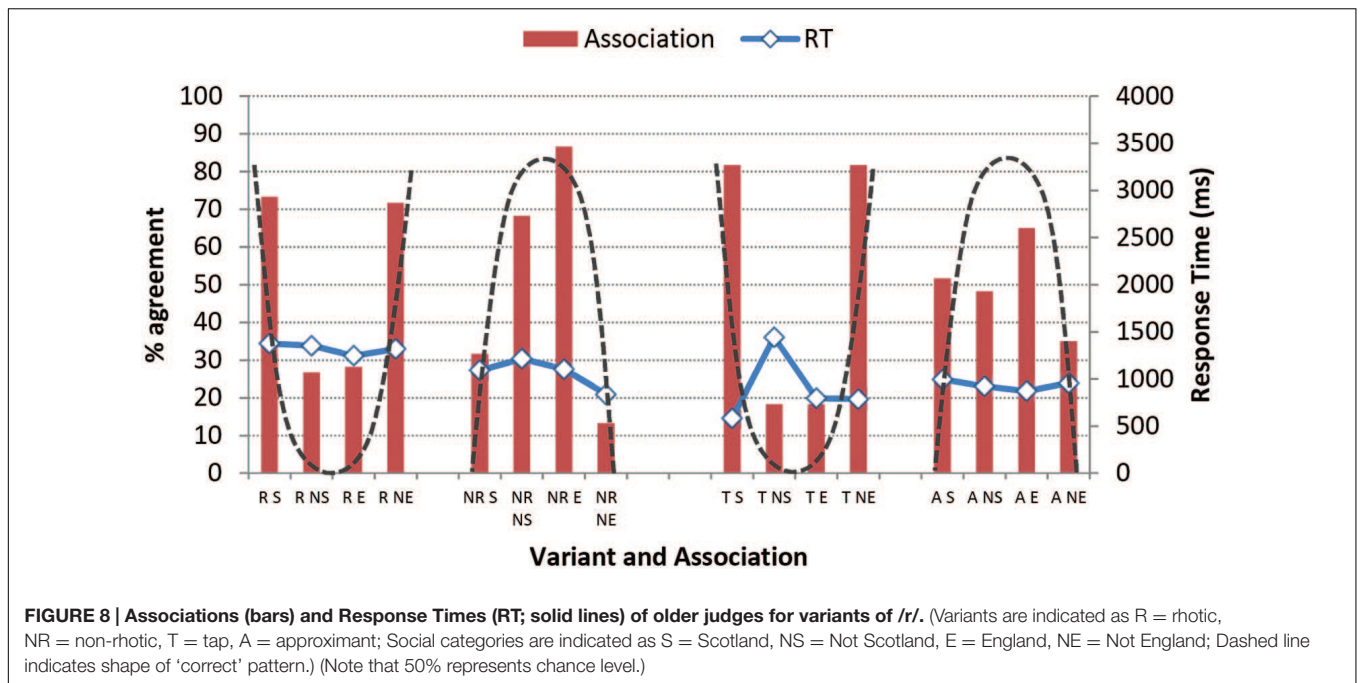 Association RT
100
90
80
70
60
50
40
30
20
10
0
% agreement
4000
3500
3000
2500
2000
1500
1000
500
0
Response Time (ms)
R S R NS R E R NE NR S NR NS NR E NR NE T S T NS T E T NE A S A NS A E A NE
Variant and Association
FIGURE 8 | Associations (bars) and Response Times (RT; solid lines) of older judges for variants of /r/. (Variants are indicated as R = rhotic,
NR = non-rhotic, T = tap, A = approximant; Social categories are indicated as S = Scotland, NS = Not Scotland, E = England, NE = Not England; Dashed line
indicates shape of ‘correct’ pattern.) (Note that 50% represents chance level.)